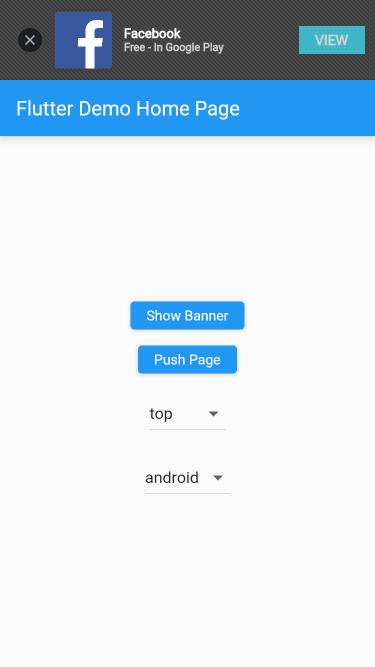 Facebook
Free - In Google Play
VIEW
Flutter Demo Home Page
Show Banner
Push Page
top
android